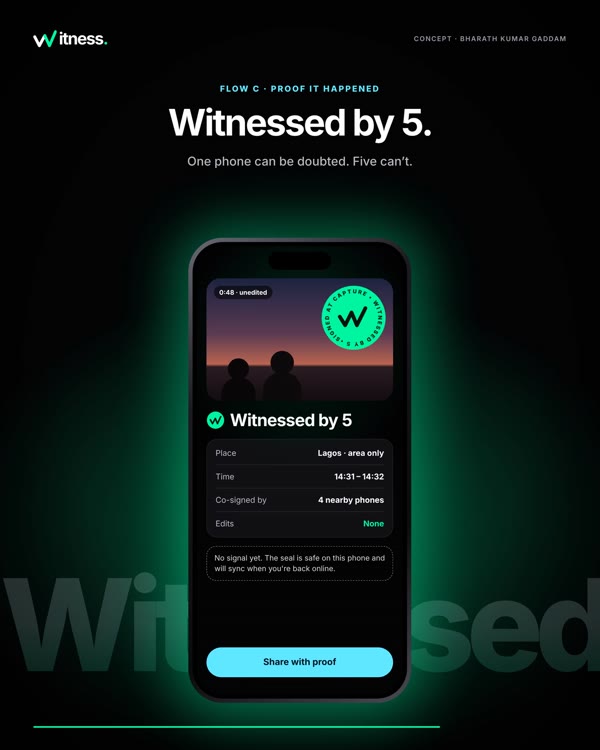 Witness.
CONCEPT · BHARATH KUMAR GADDAM
FLOW C · PROOF IT HAPPENED
Witnessed by 5.
One phone can be doubted. Five can’t.
0:48 · unedited
SIGNED AT CAPTURE • WITNESSED BY 5 •
W
Witnessed by 5
Place Lagos · area only
Time 14:31 – 14:32
Co-signed by 4 nearby phones
Edits None
No signal yet. The seal is safe on this phone and
will sync when you’re back online.
Wit sed
Share with proof